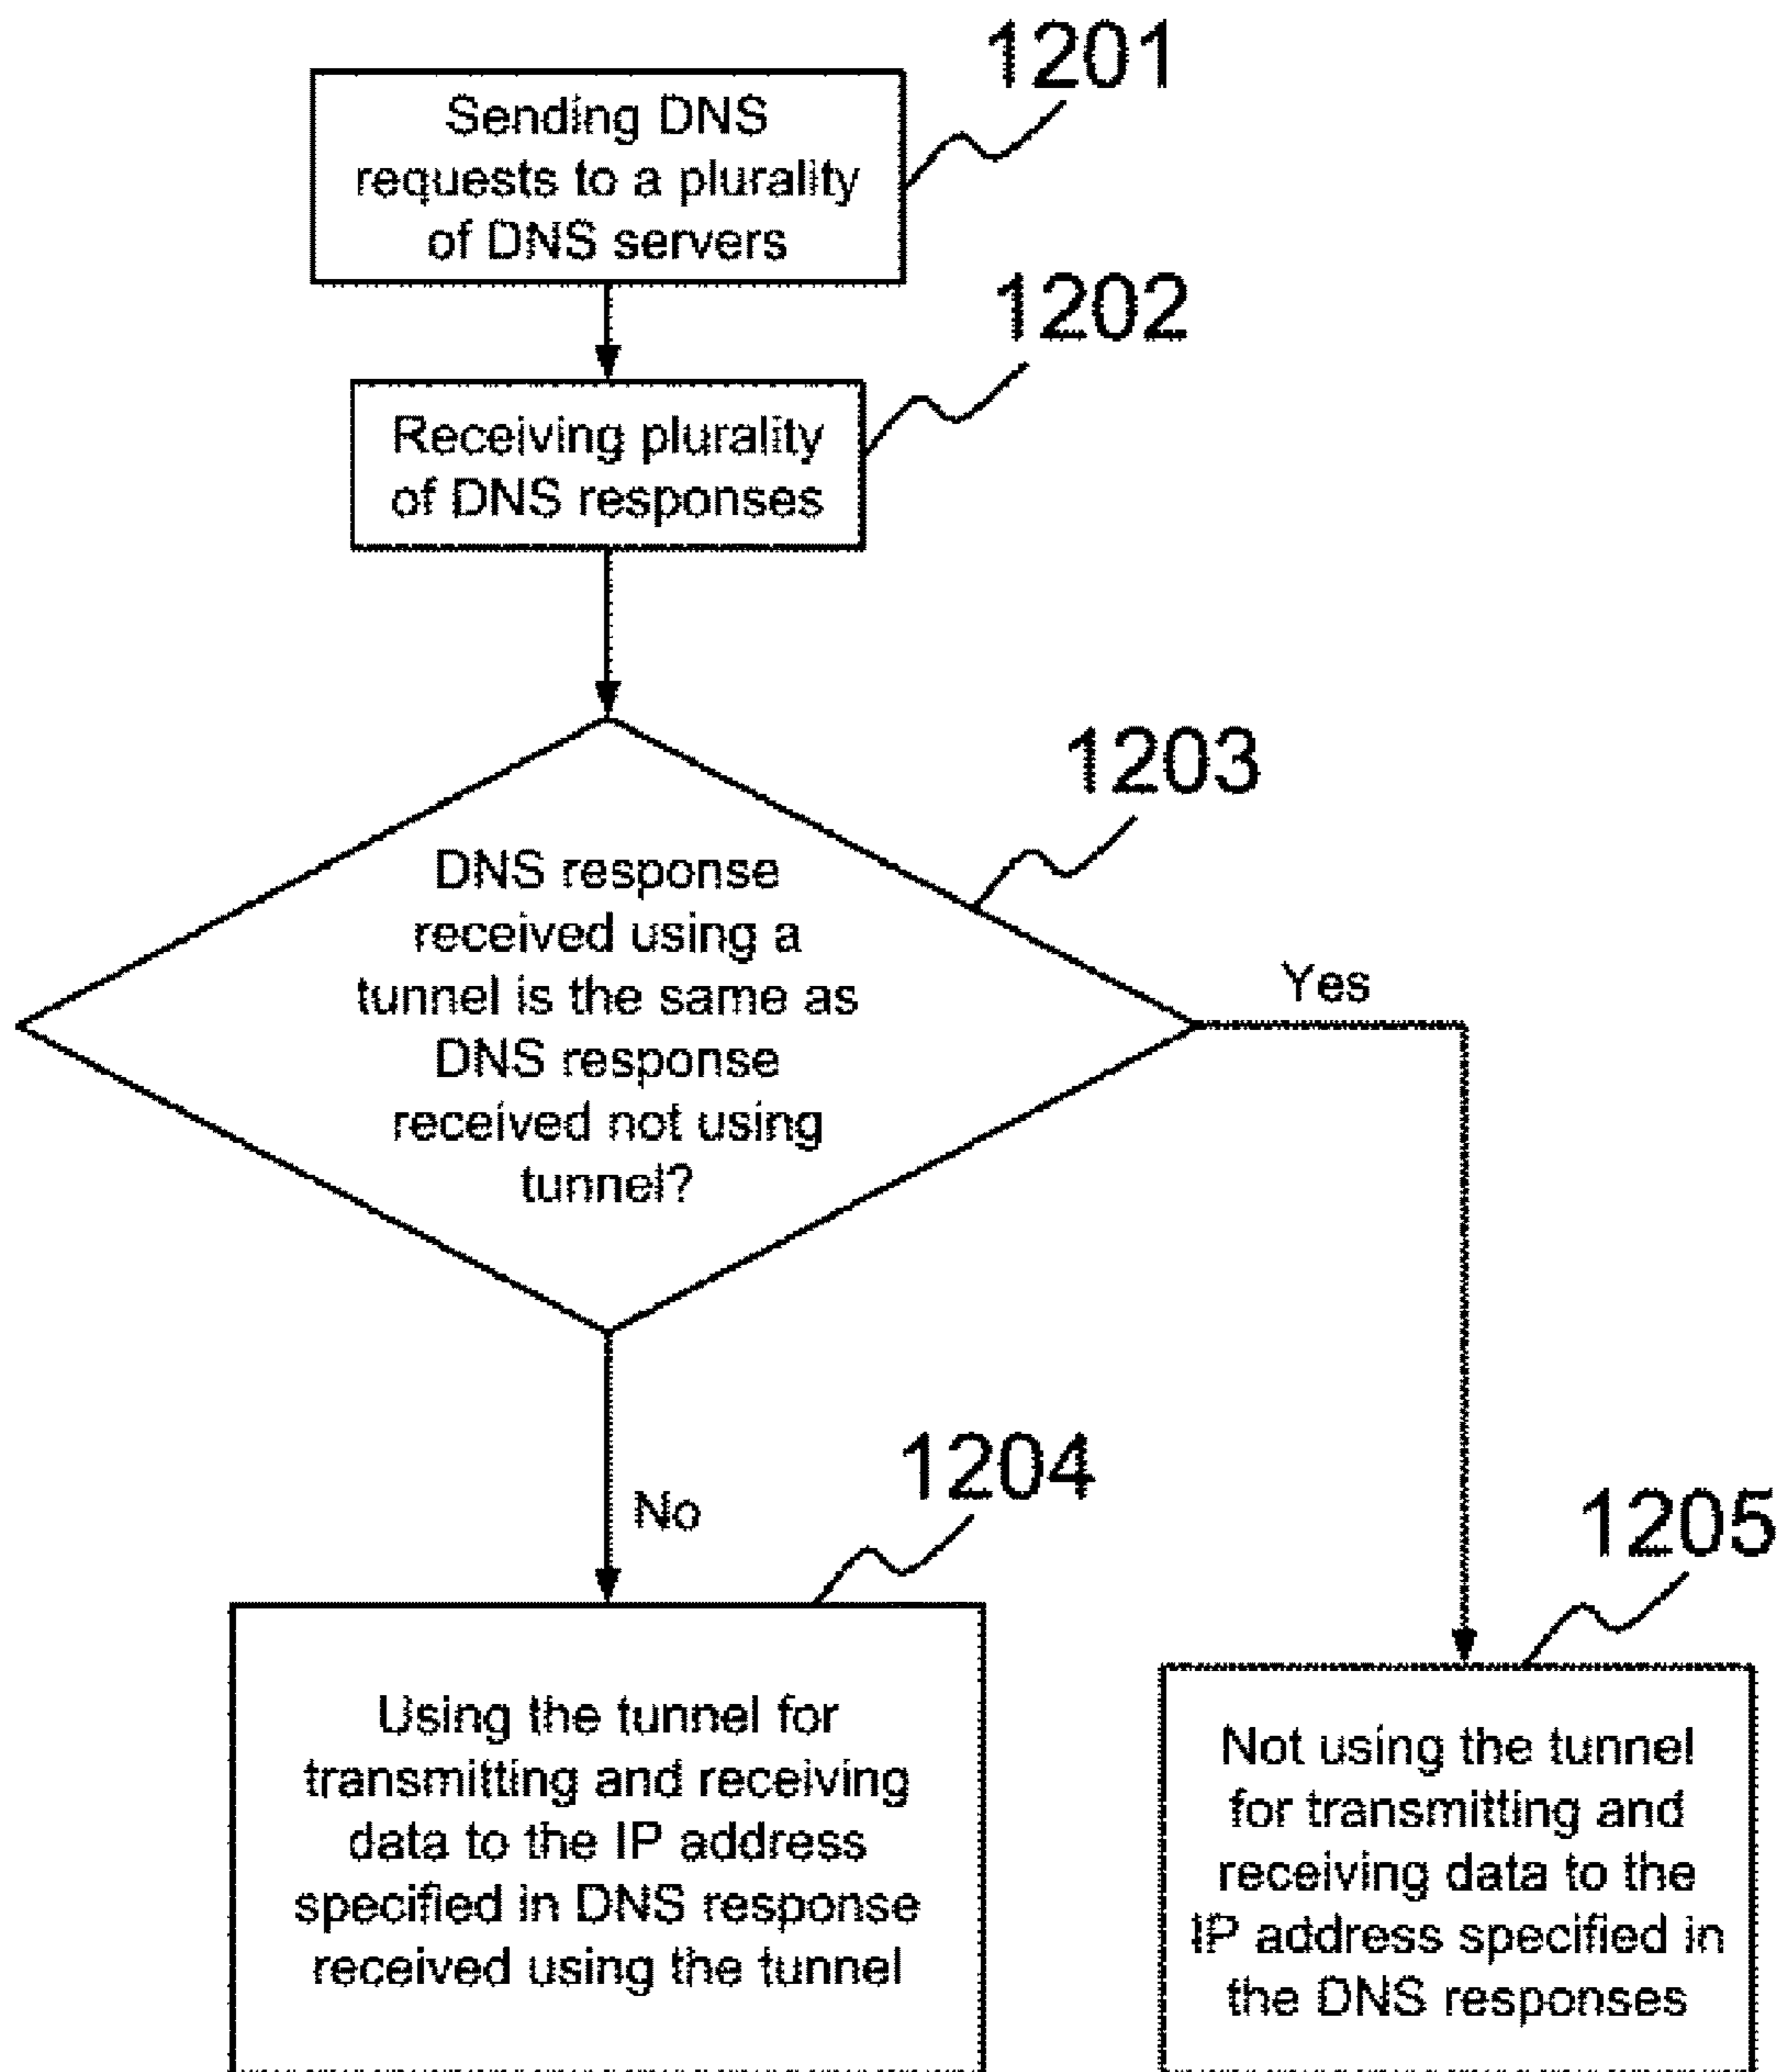 1201
Sending DNS
requests to a plurality
of DNS servers
1202
Receiving plurality
of DNS responses
1203
DNS response
received using a
tunnel is the same as
DNS response
received not using
tunnel?
Yes
No
1204
Using the tunnel for
transmitting and receiving
data to the IP address
specified in DNS response
received using the tunnel
1205
Not using the tunnel
for transmitting and
receiving data to the
IP address specified in
the DNS responses